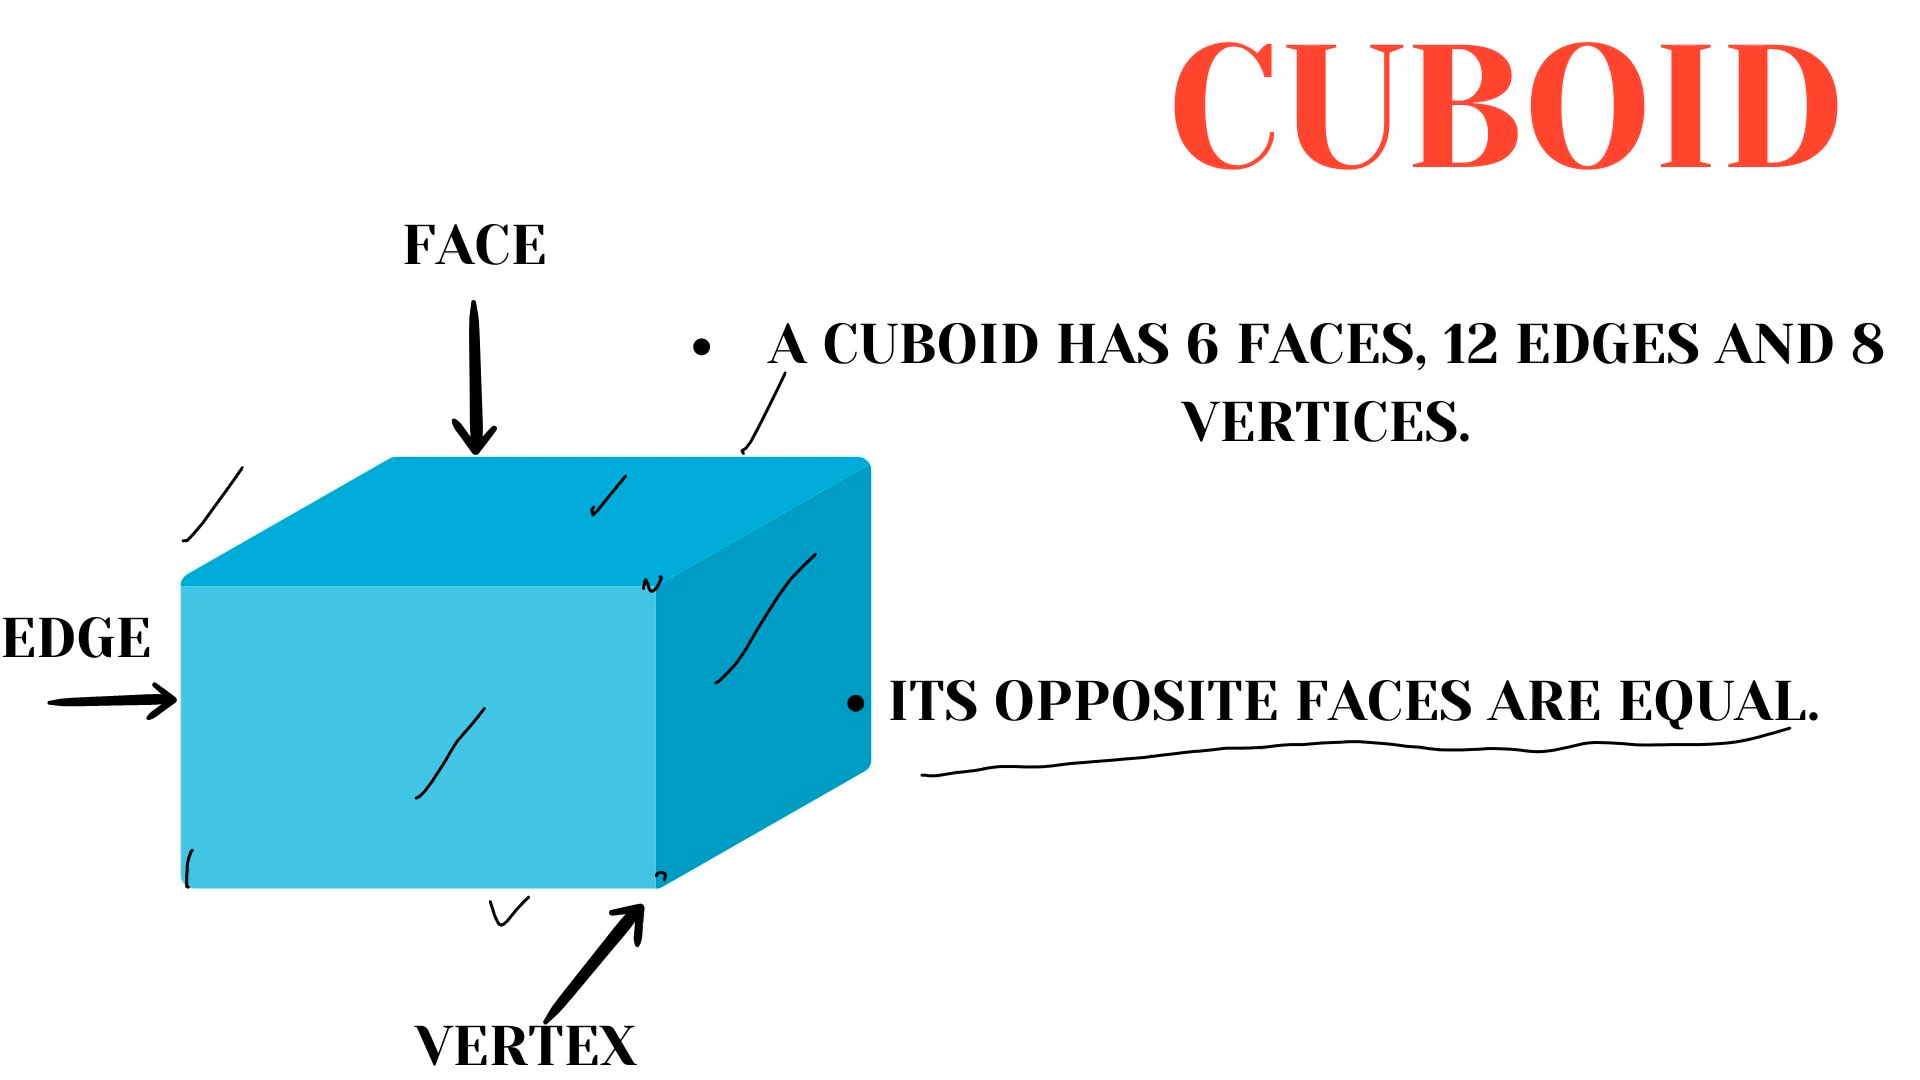 CUBOID
FACE
• A CUBOID HAS 6 FACES, 12 EDGES AND 8
VERTICES.
EDGE
• ITS OPPOSITE FACES ARE EQUAL.
VERTEX